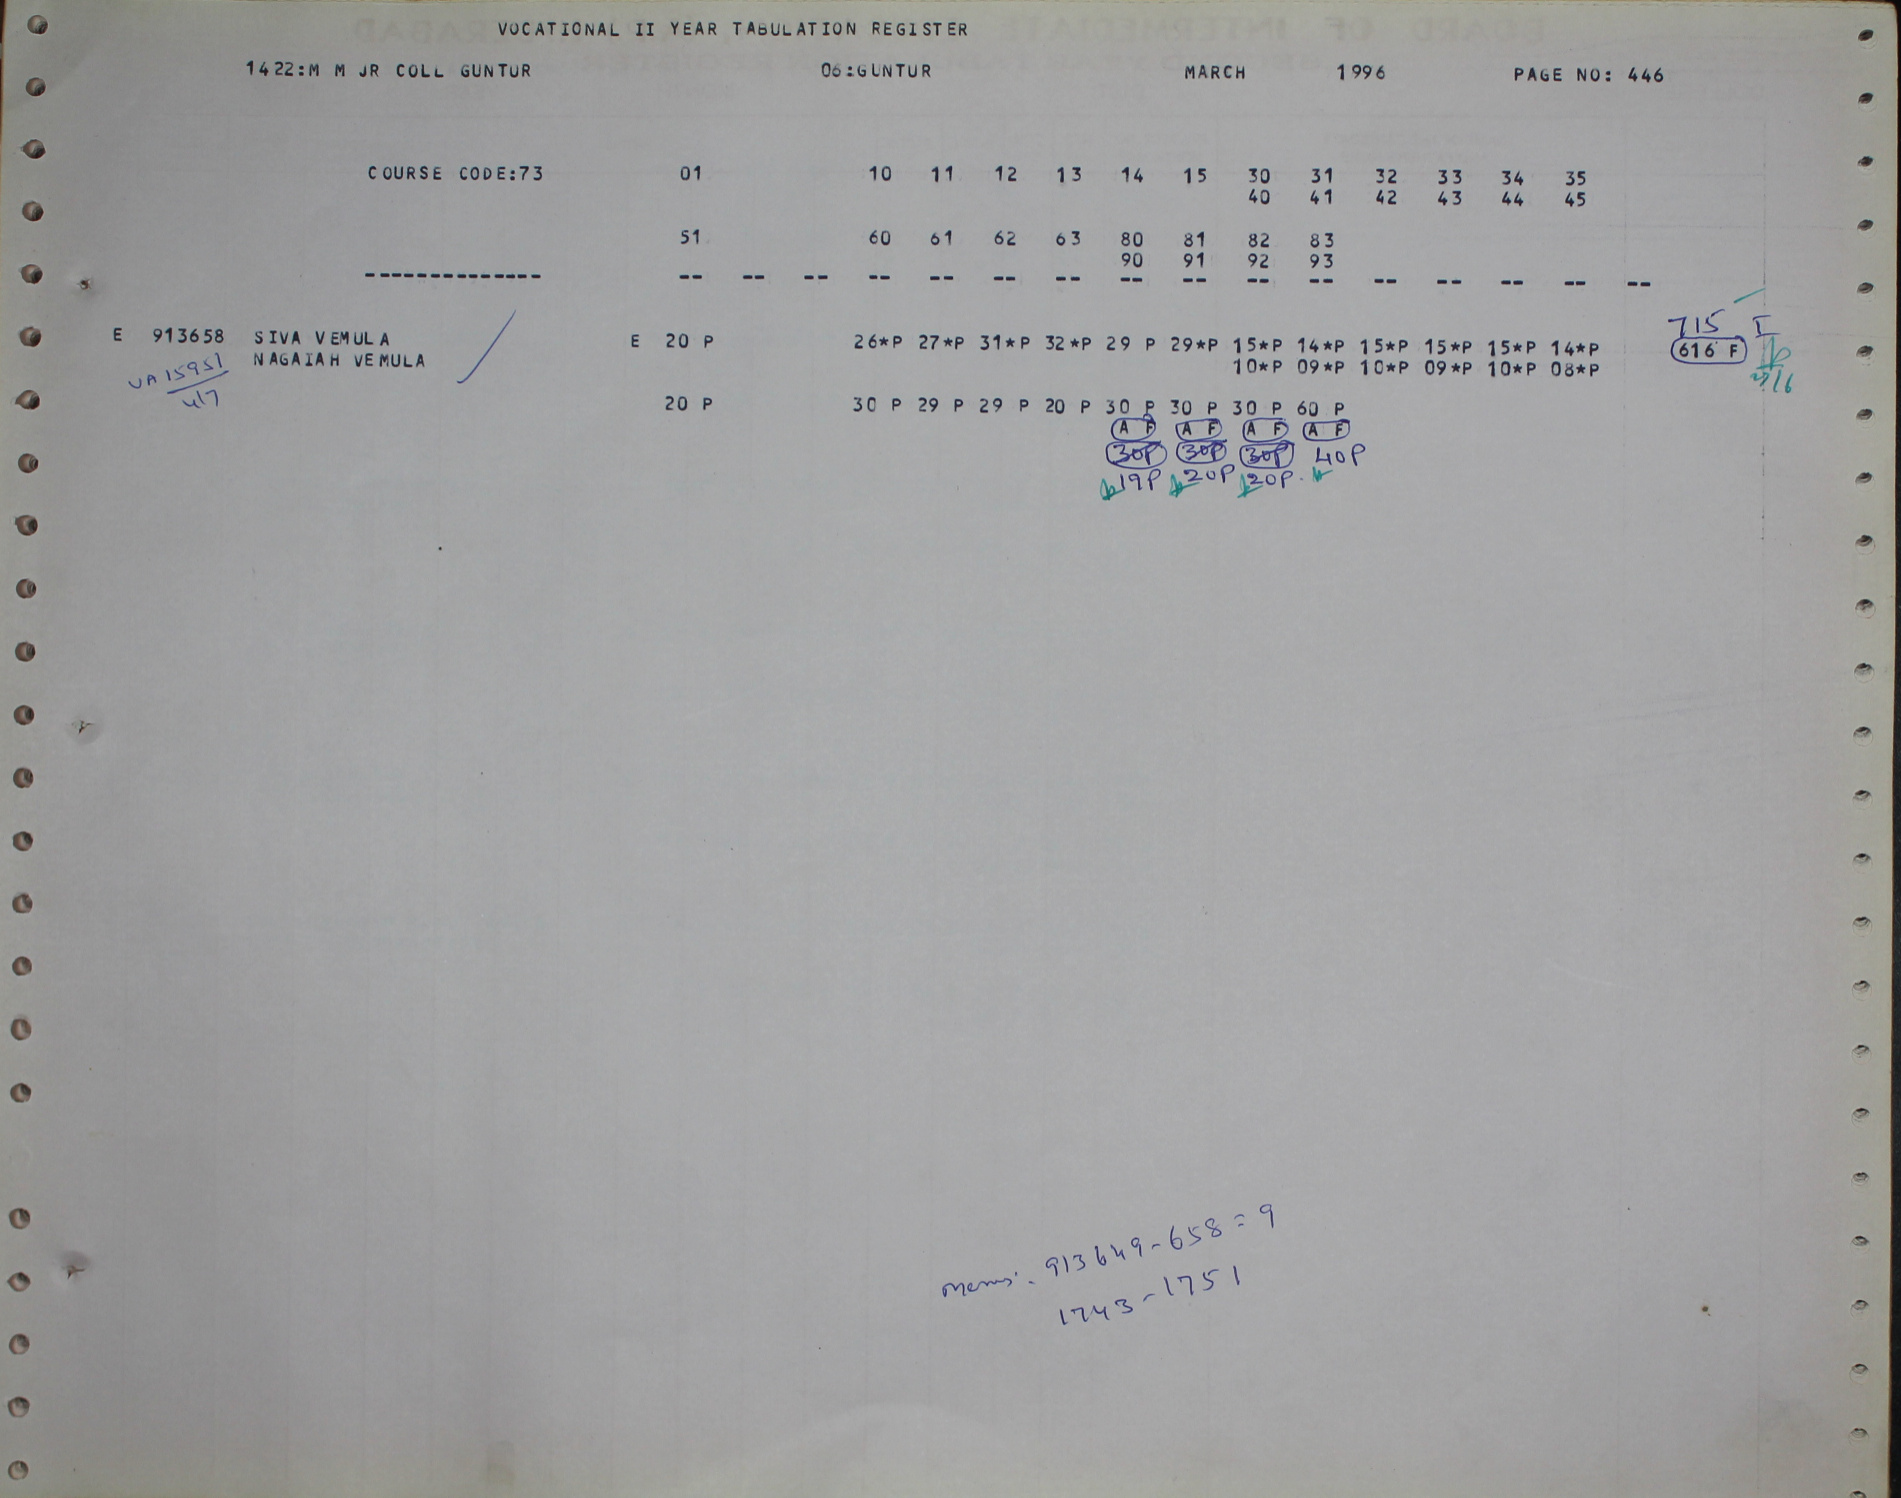 VOCATIONAL II YEAR TABULATION REGISTER
1422:M M JR COLL GUNTUR 06:GUNTUR MARCH 1996 PAGE NO: 446
COURSE CODE:73 01 10 11 12 13 14 15 30 31 32 33 34 35
40 41 42 43 44 45
51 60 61 62 63 80 81 82 83
90 91 92 93
-------------- -- -- -- -- -- -- -- -- -- -- -- -- -- -- -- --
715 I
E 913658 SIVA VEMULA E 20 P 26*P 27*P 31*P 32*P 29 P 29*P 15*P 14*P 15*P 15*P 15*P 14*P 616 F
NAGAIAH VEMULA 10*P 09*P 10*P 09*P 10*P 08*P
VA 15951
4/7
20 P 30 P 29 P 29 P 20 P 30 P 30 P 30 P 60 P
A F A F A F A F
30P 30P 30P 40P
19P 20P 20P.
913649-658=9
1743-1751